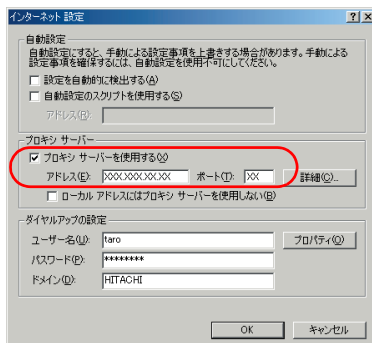 インターネット 設定
自動設定
自動設定にすると、手動による設定事項を上書きする場合があります。手動による
設定事項を確保するには、自動設定を使用不可にしてください。
設定を自動的に検出する(A)
自動設定のスクリプトを使用する(S)
アドレス(R):
プロキシ サーバー
プロキシ サーバーを使用する(X)
アドレス(E): XXX.XXX.XX.XX ポート(T): XX 詳細(C)...
ローカル アドレスにはプロキシ サーバーを使用しない(B)
ダイヤルアップの設定
ユーザー名(U): taro プロパティ(O)
パスワード(P): ********
ドメイン(D): HITACHI
OK キャンセル